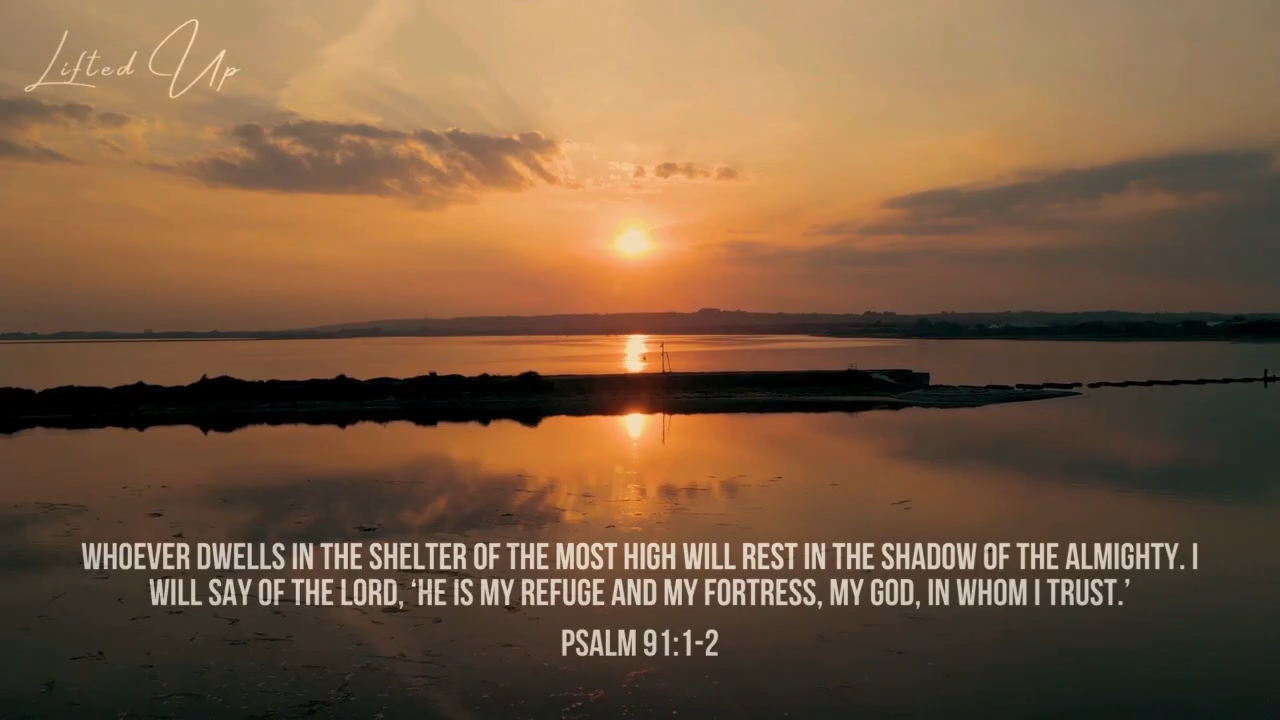 Lifted Up
WHOEVER DWELLS IN THE SHELTER OF THE MOST HIGH WILL REST IN THE SHADOW OF THE ALMIGHTY. I
WILL SAY OF THE LORD, ‘HE IS MY REFUGE AND MY FORTRESS, MY GOD, IN WHOM I TRUST.’
PSALM 91:1-2